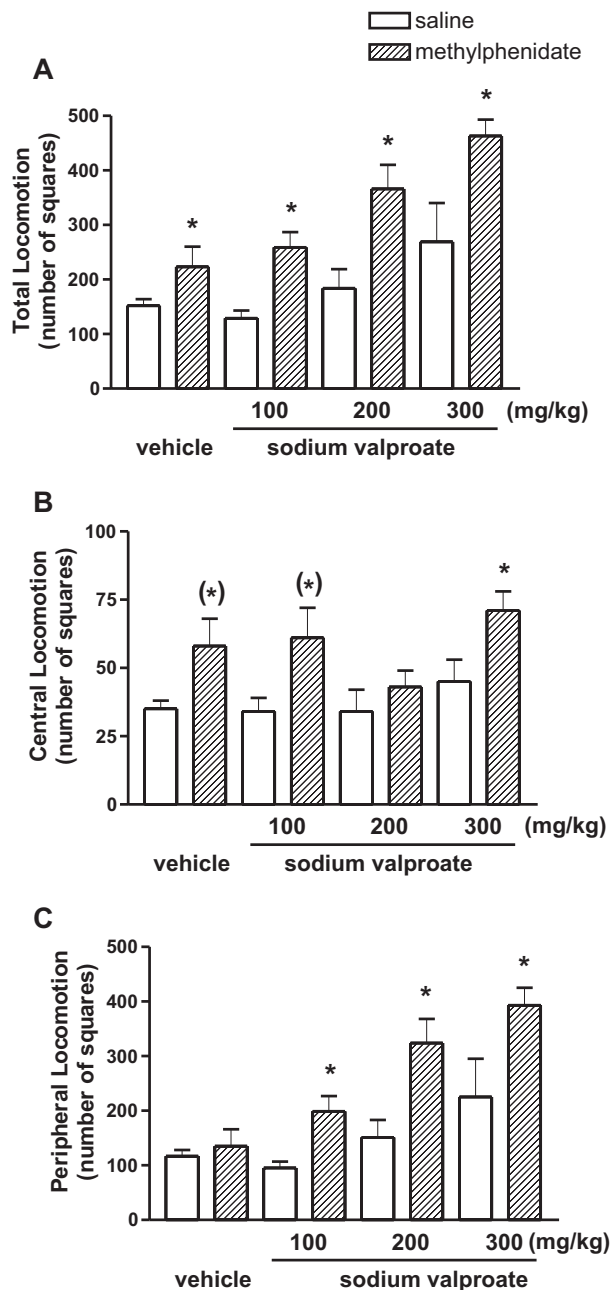 saline
methylphenidate
A
Total Locomotion
(number of squares)
500
400
300
200
100
0
*
*
*
*
100 200 300 (mg/kg)
vehicle sodium valproate
B
Central Locomotion
(number of squares)
100
75
50
25
0
(*)
(*)
*
100 200 300 (mg/kg)
vehicle sodium valproate
C
Peripheral Locomotion
(number of squares)
500
400
300
200
100
0
*
*
*
100 200 300 (mg/kg)
vehicle sodium valproate